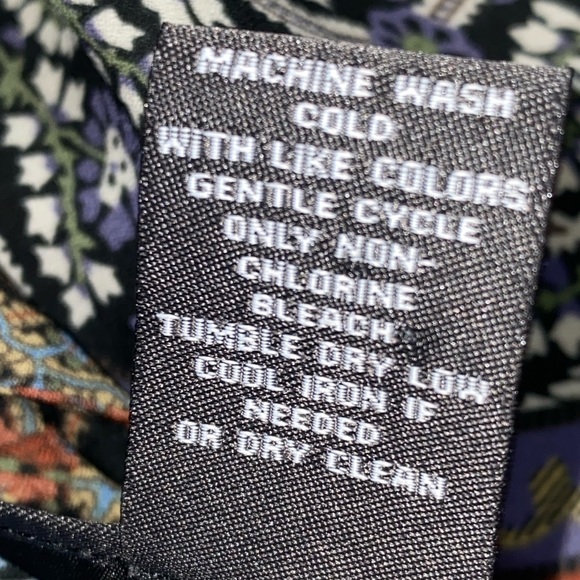 MACHINE WASH
COLD
WITH LIKE COLORS
GENTLE CYCLE
ONLY NON-
CHLORINE
BLEACH
TUMBLE DRY LOW
COOL IRON IF
NEEDED
OR DRY CLEAN